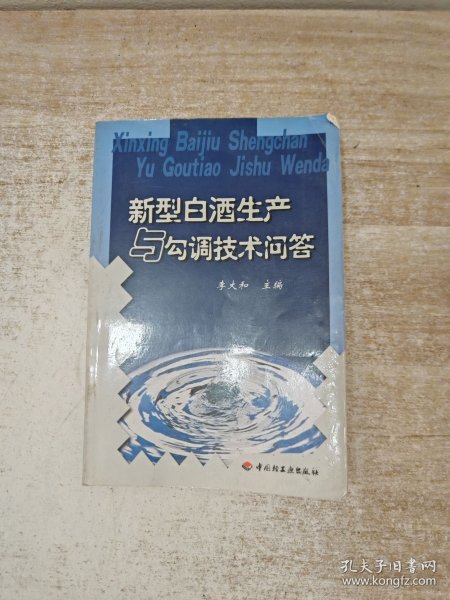 Xinxing Baijiu Shengchan
Yu Goutiao Jishu Wenda
新型白酒生产
与勾调技术问答
李大和 主编
中国轻工业出版社
孔夫子旧书网
www.kongfz.com